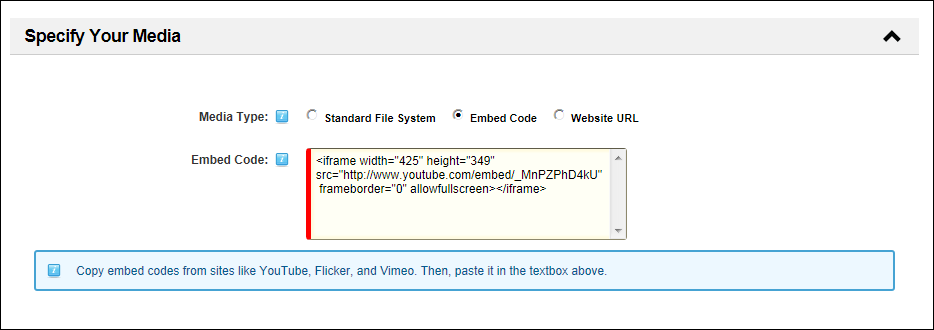 Specify Your Media
Media Type: Standard File System Embed Code Website URL
Embed Code:
<iframe width="425" height="349"
src="http://www.youtube.com/embed/_MnPZPhD4kU"
frameborder="0" allowfullscreen></iframe>
Copy embed codes from sites like YouTube, Flicker, and Vimeo. Then, paste it in the textbox above.